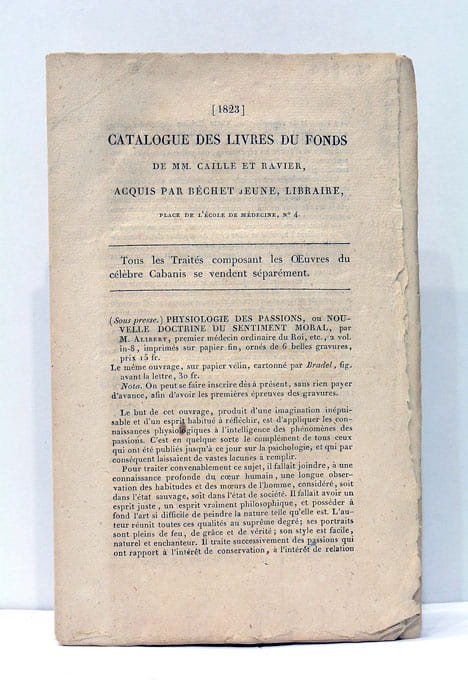 [1823]
CATALOGUE DES LIVRES DU FONDS
DE MM. CAILLE ET RAVIER,
ACQUIS PAR BÉCHET JEUNE, LIBRAIRE,
PLACE DE L'ÉCOLE DE MÉDECINE, N° 4.
Tous les Traités composant les Œuvres du
célèbre Cabanis se vendent séparément.
(Sous presse.) PHYSIOLOGIE DES PASSIONS, ou NOU-
VELLE DOCTRINE DU SENTIMENT MORAL, par
M. ALIBERT, premier médecin ordinaire du Roi, etc., 2 vol.
in-8, imprimés sur papier fin, ornés de 6 belles gravures,
prix 15 fr.
Le même ouvrage, sur papier vélin, cartonné par Bradel, fig.
avant la lettre, 30 fr.
Nota. On peut se faire inscrire dès à présent, sans rien payer
d'avance, afin d'avoir les premières épreuves des gravures.
Le but de cet ouvrage, produit d'une imagination inépui-
sable et d'un esprit habitué à réfléchir, est d'appliquer les con-
naissances physiologiques à l'intelligence des phénomènes des
passions. C'est en quelque sorte le complément de tous ceux
qui ont été publiés jusqu'à ce jour sur la psychologie, et qui par
conséquent laissaient de vastes lacunes à remplir.
Pour traiter convenablement ce sujet, il fallait joindre, à une
connaissance profonde du cœur humain, une longue obser-
vation des habitudes et des mœurs de l'homme, considéré, soit
dans l'état sauvage, soit dans l'état de société. Il fallait avoir un
esprit juste, un esprit vraiment philosophique, et posséder à
fond l'art si difficile de peindre la nature telle qu'elle est. L'au-
teur réunit toutes ces qualités au suprême degré; ses portraits
sont pleins de feu, de grâce et de vérité; son style est facile,
naturel et enchanteur. Il traite successivement des passions qui
ont rapport à l'intérêt de conservation, à l'intérêt de relation